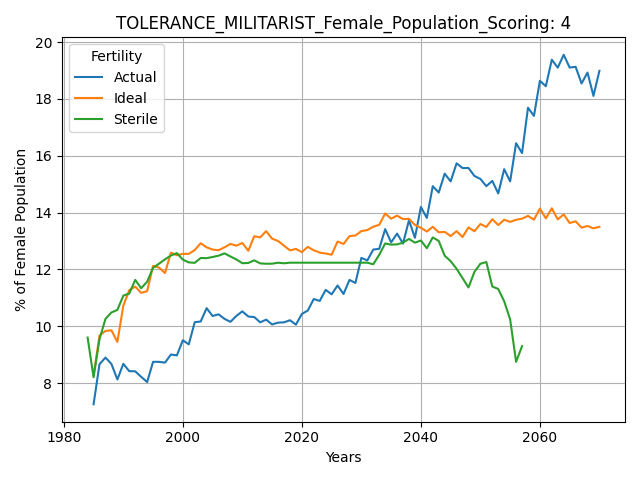 TOLERANCE_MILITARIST_Female_Population_Scoring: 4
% of Female Population
20
18
16
14
12
10
8
Fertility
Actual
Ideal
Sterile
1980
2000
2020
2040
2060
Years